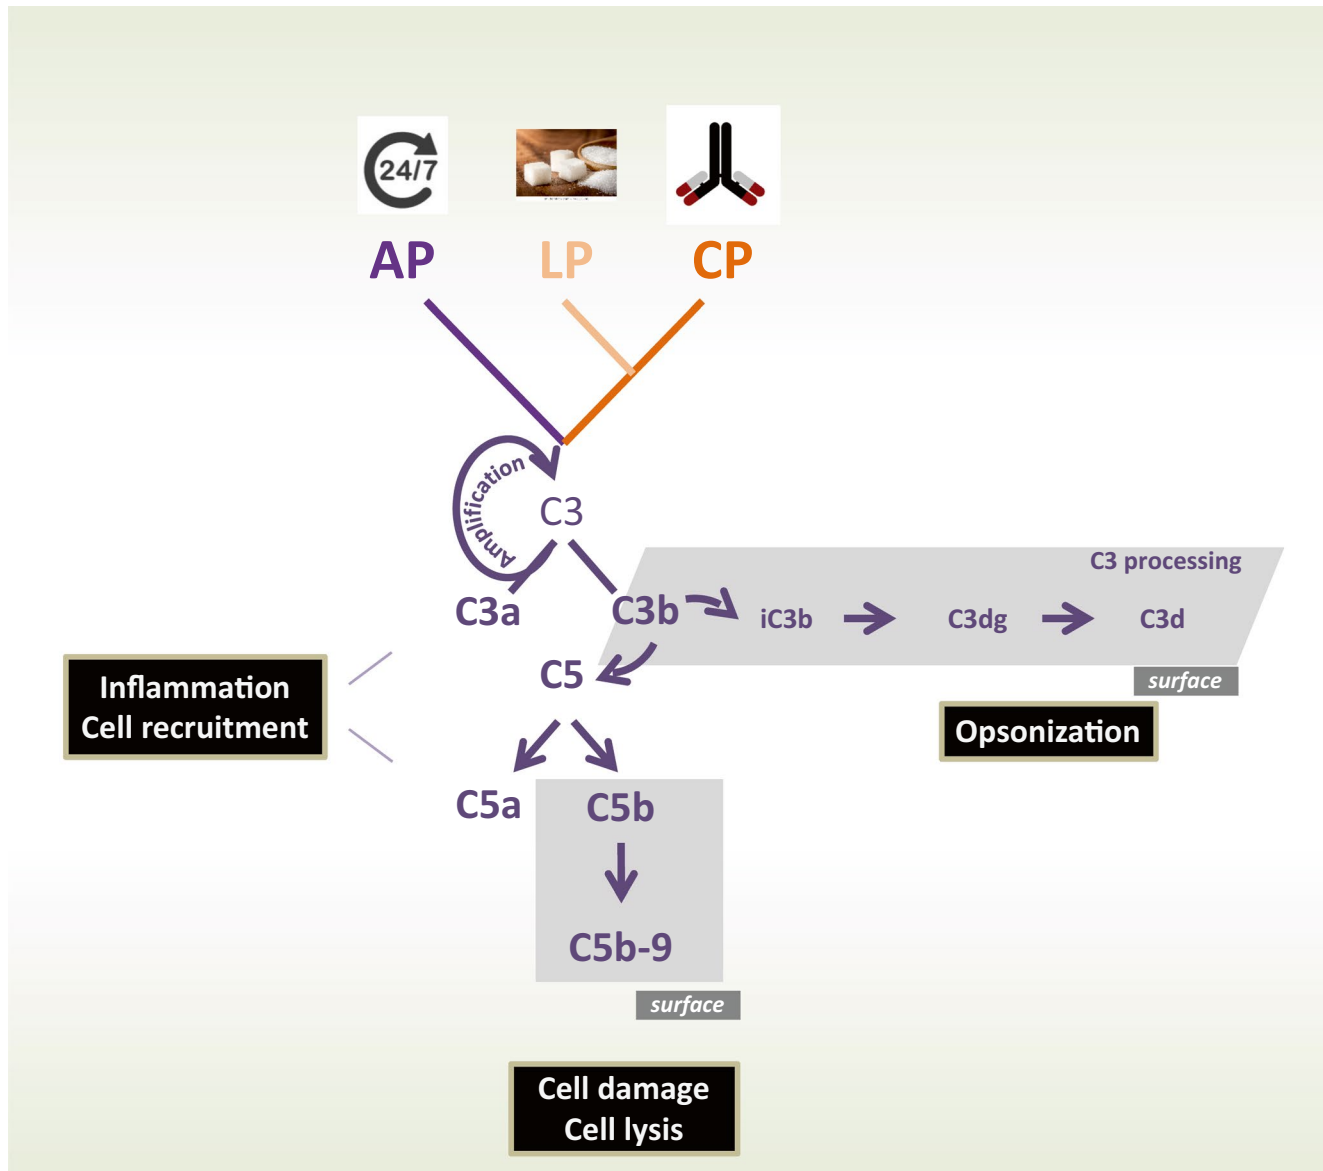 24/7
AP
LP
CP
Amplification
C3
C3 processing
C3a
C3b
iC3b
C3dg
C3d
surface
C5
Inflammation
Cell recruitment
Opsonization
C5a
C5b
C5b-9
surface
Cell damage
Cell lysis